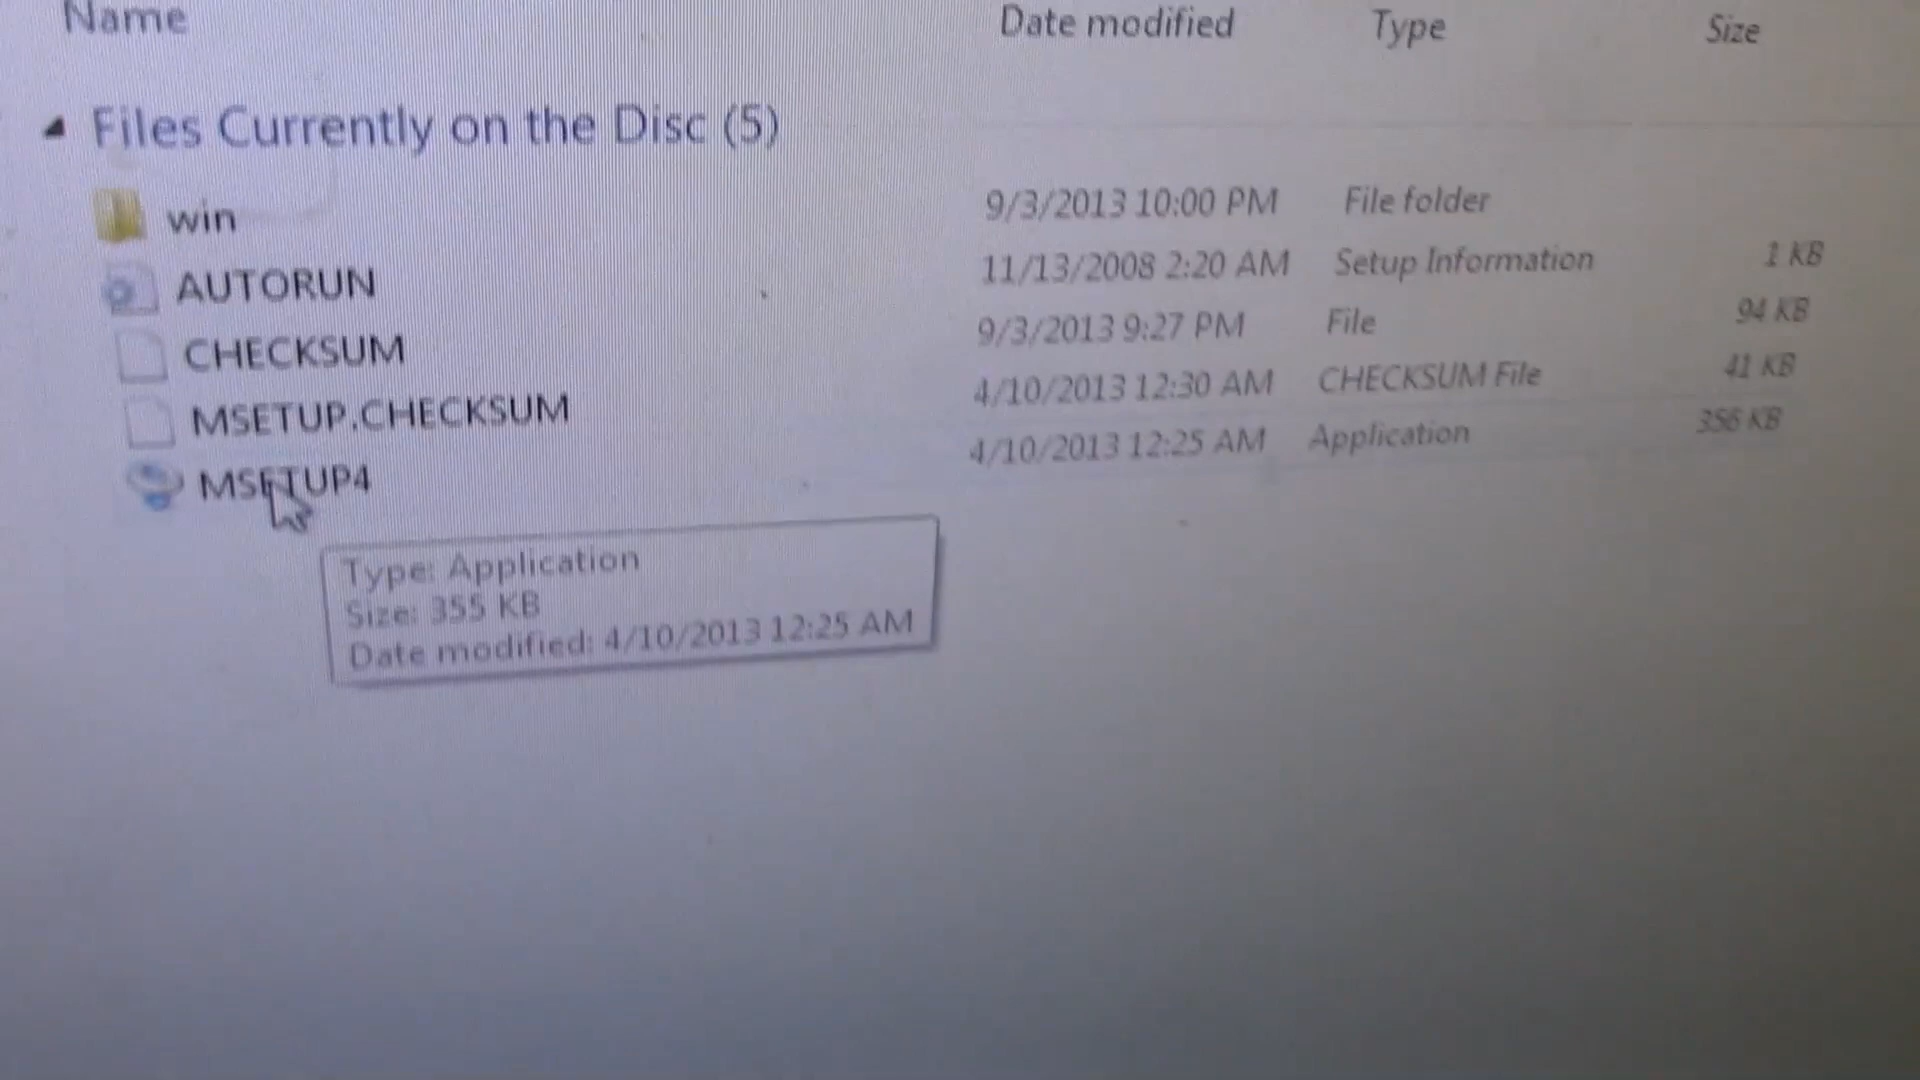 Name Date modified Type Size
Files Currently on the Disc (5)
win 9/3/2013 10:00 PM File folder
AUTORUN 11/13/2008 2:20 AM Setup Information 1 KB
CHECKSUM 9/3/2013 9:27 PM File 94 KB
MSETUP.CHECKSUM 4/10/2013 12:30 AM CHECKSUM File 41 KB
MSETUP4 4/10/2013 12:25 AM Application 356 KB
Type: Application
Size: 355 KB
Date modified: 4/10/2013 12:25 AM